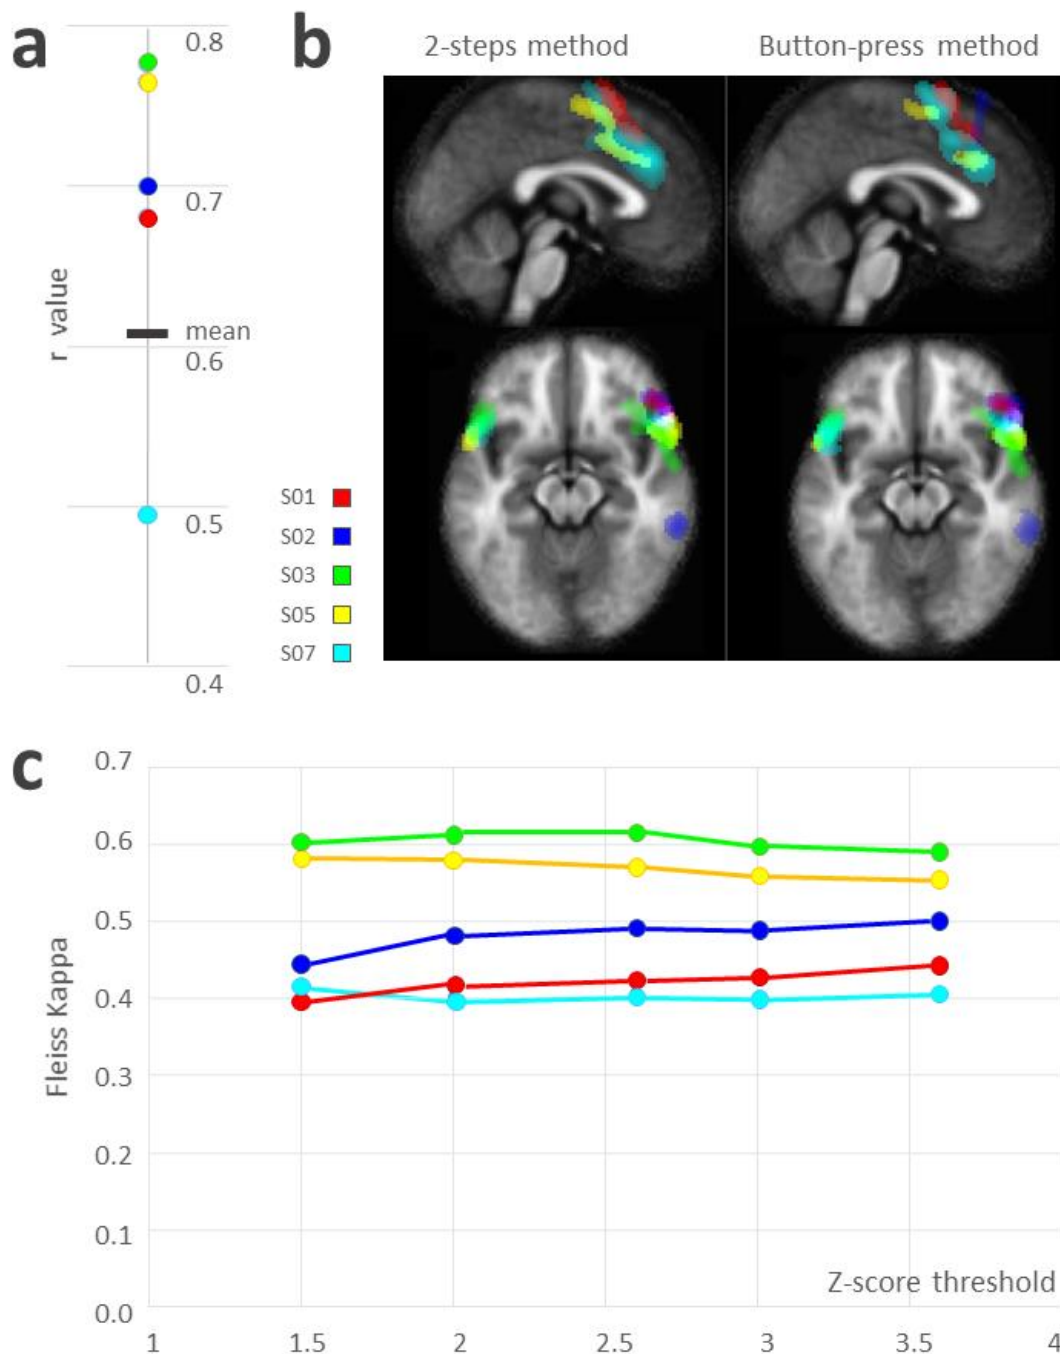 a
0.8
0.7
mean
0.6
0.5
0.4
r value
b
2-steps method
Button-press method
S01
S02
S03
S05
S07
c
0.7
0.6
0.5
0.4
0.3
0.2
0.1
0.0
Fleiss Kappa
Z-score threshold
1 1.5 2 2.5 3 3.5 4